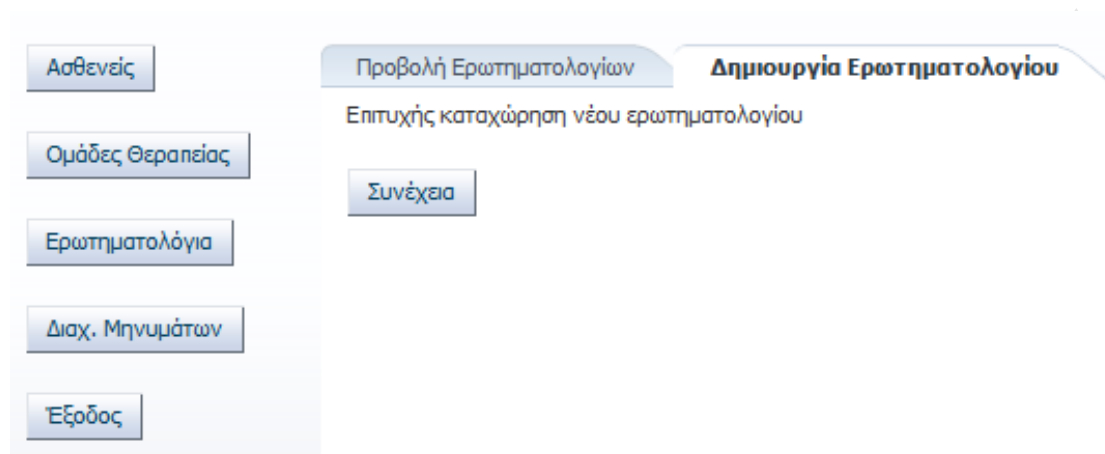 Ασθενείς
Ομάδες Θεραπείας
Ερωτηματολόγια
Διαχ. Μηνυμάτων
Έξοδος
Προβολή Ερωτηματολογίων
Δημιουργία Ερωτηματολογίου
Επιτυχής καταχώρηση νέου ερωτηματολογίου
Συνέχεια